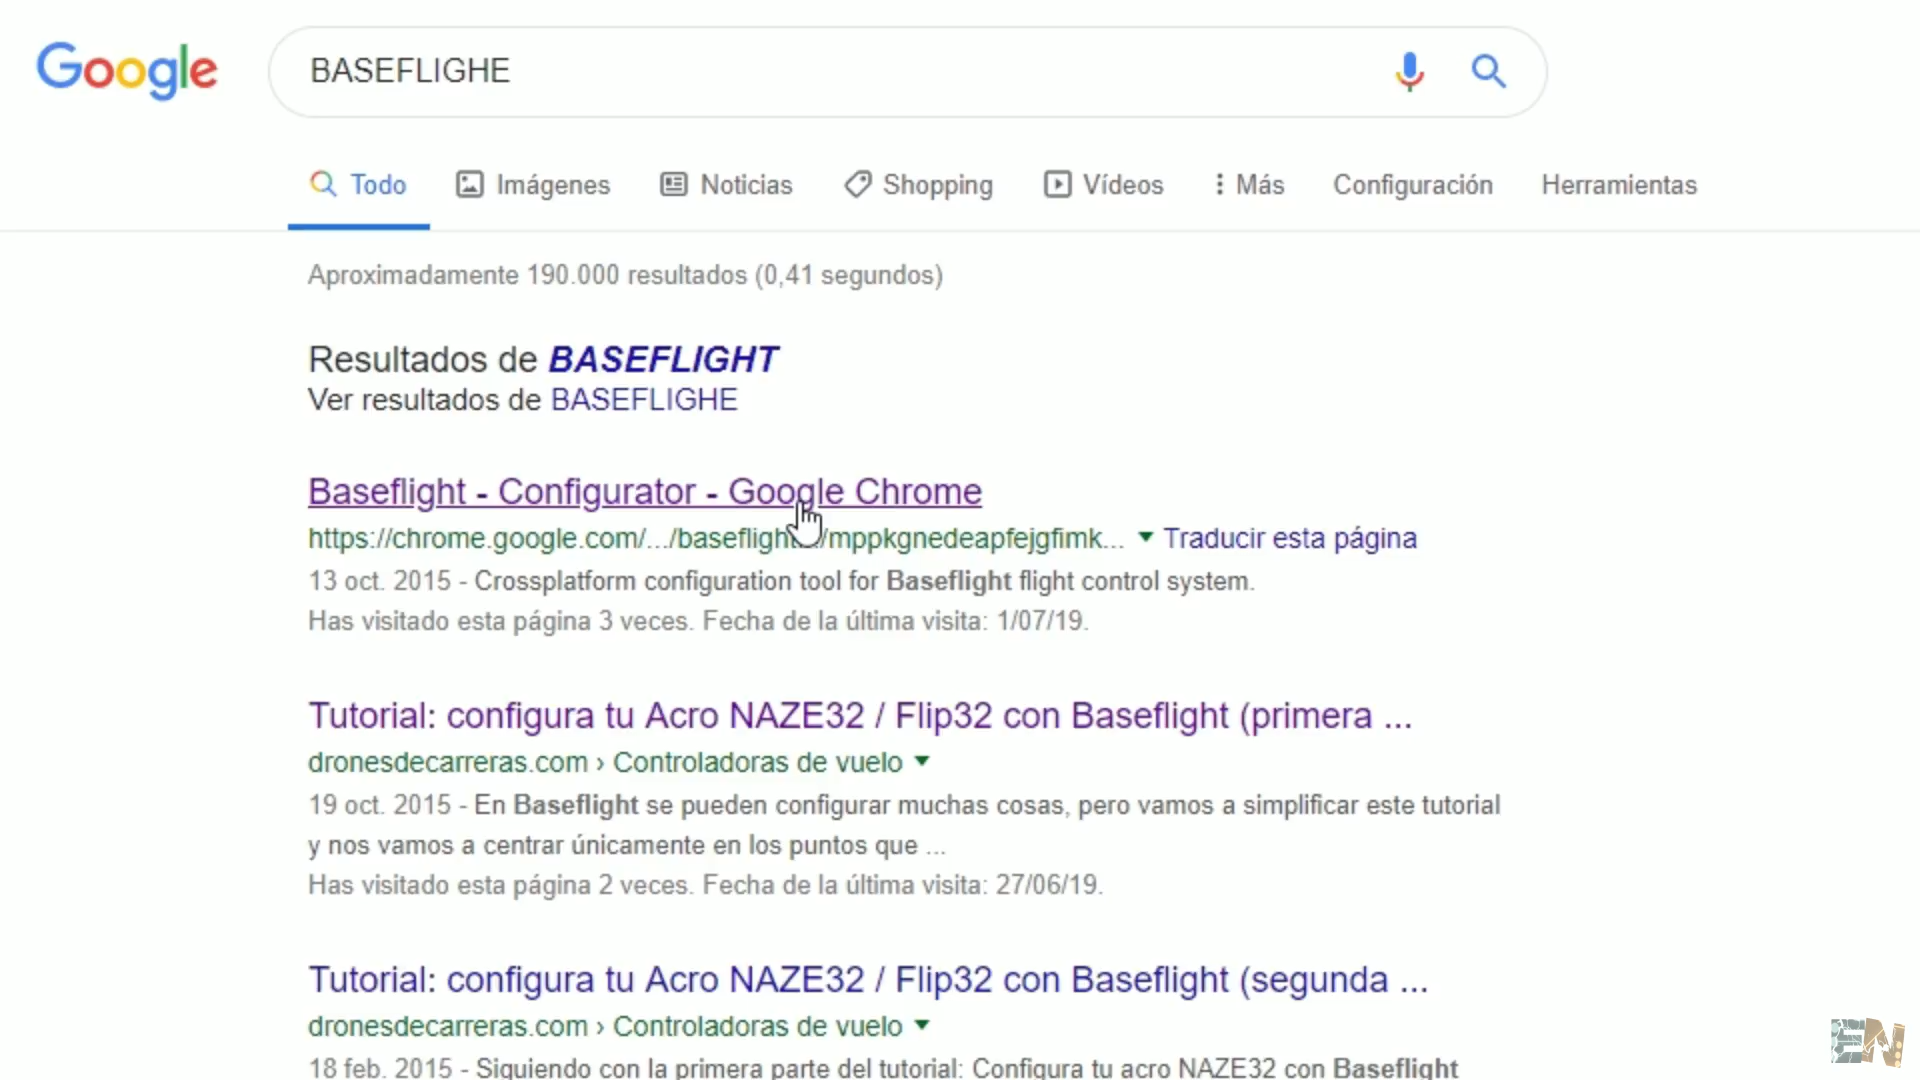 Google
BASEFLIGHE
Todo Imágenes Noticias Shopping Vídeos Más Configuración Herramientas
Aproximadamente 190.000 resultados (0,41 segundos)
Resultados de BASEFLIGHT
Ver resultados de BASEFLIGHE
Baseflight - Configurator - Google Chrome
https://chrome.google.com/.../baseflight.../mppkgnedeapfejgfimk... Traducir esta página
13 oct. 2015 - Crossplatform configuration tool for Baseflight flight control system.
Has visitado esta página 3 veces. Fecha de la última visita: 1/07/19.
Tutorial: configura tu Acro NAZE32 / Flip32 con Baseflight (primera ...
dronesdecarreras.com › Controladoras de vuelo
19 oct. 2015 - En Baseflight se pueden configurar muchas cosas, pero vamos a simplificar este tutorial
y nos vamos a centrar únicamente en los puntos que ...
Has visitado esta página 2 veces. Fecha de la última visita: 27/06/19.
Tutorial: configura tu Acro NAZE32 / Flip32 con Baseflight (segunda ...
dronesdecarreras.com › Controladoras de vuelo
18 feb. 2015 - Siguiendo con la primera parte del tutorial: Configura tu acro NAZE32 con Baseflight
EN